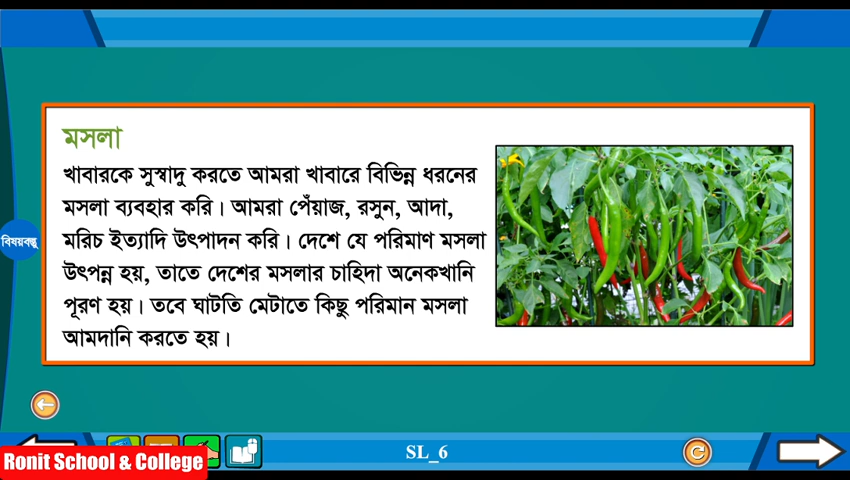 মসলা
খাবারকে সুস্বাদু করতে আমরা খাবারে বিভিন্ন ধরনের
মসলা ব্যবহার করি। আমরা পেঁয়াজ, রসুন, আদা,
মরিচ ইত্যাদি উৎপাদন করি। দেশে যে পরিমাণ মসলা
উৎপন্ন হয়, তাতে দেশের মসলার চাহিদা অনেকখানি
পূরণ হয়। তবে ঘাটতি মেটাতে কিছু পরিমান মসলা
আমদানি করতে হয়।
বিষয়বস্তু
SL_6
Ronit School & College